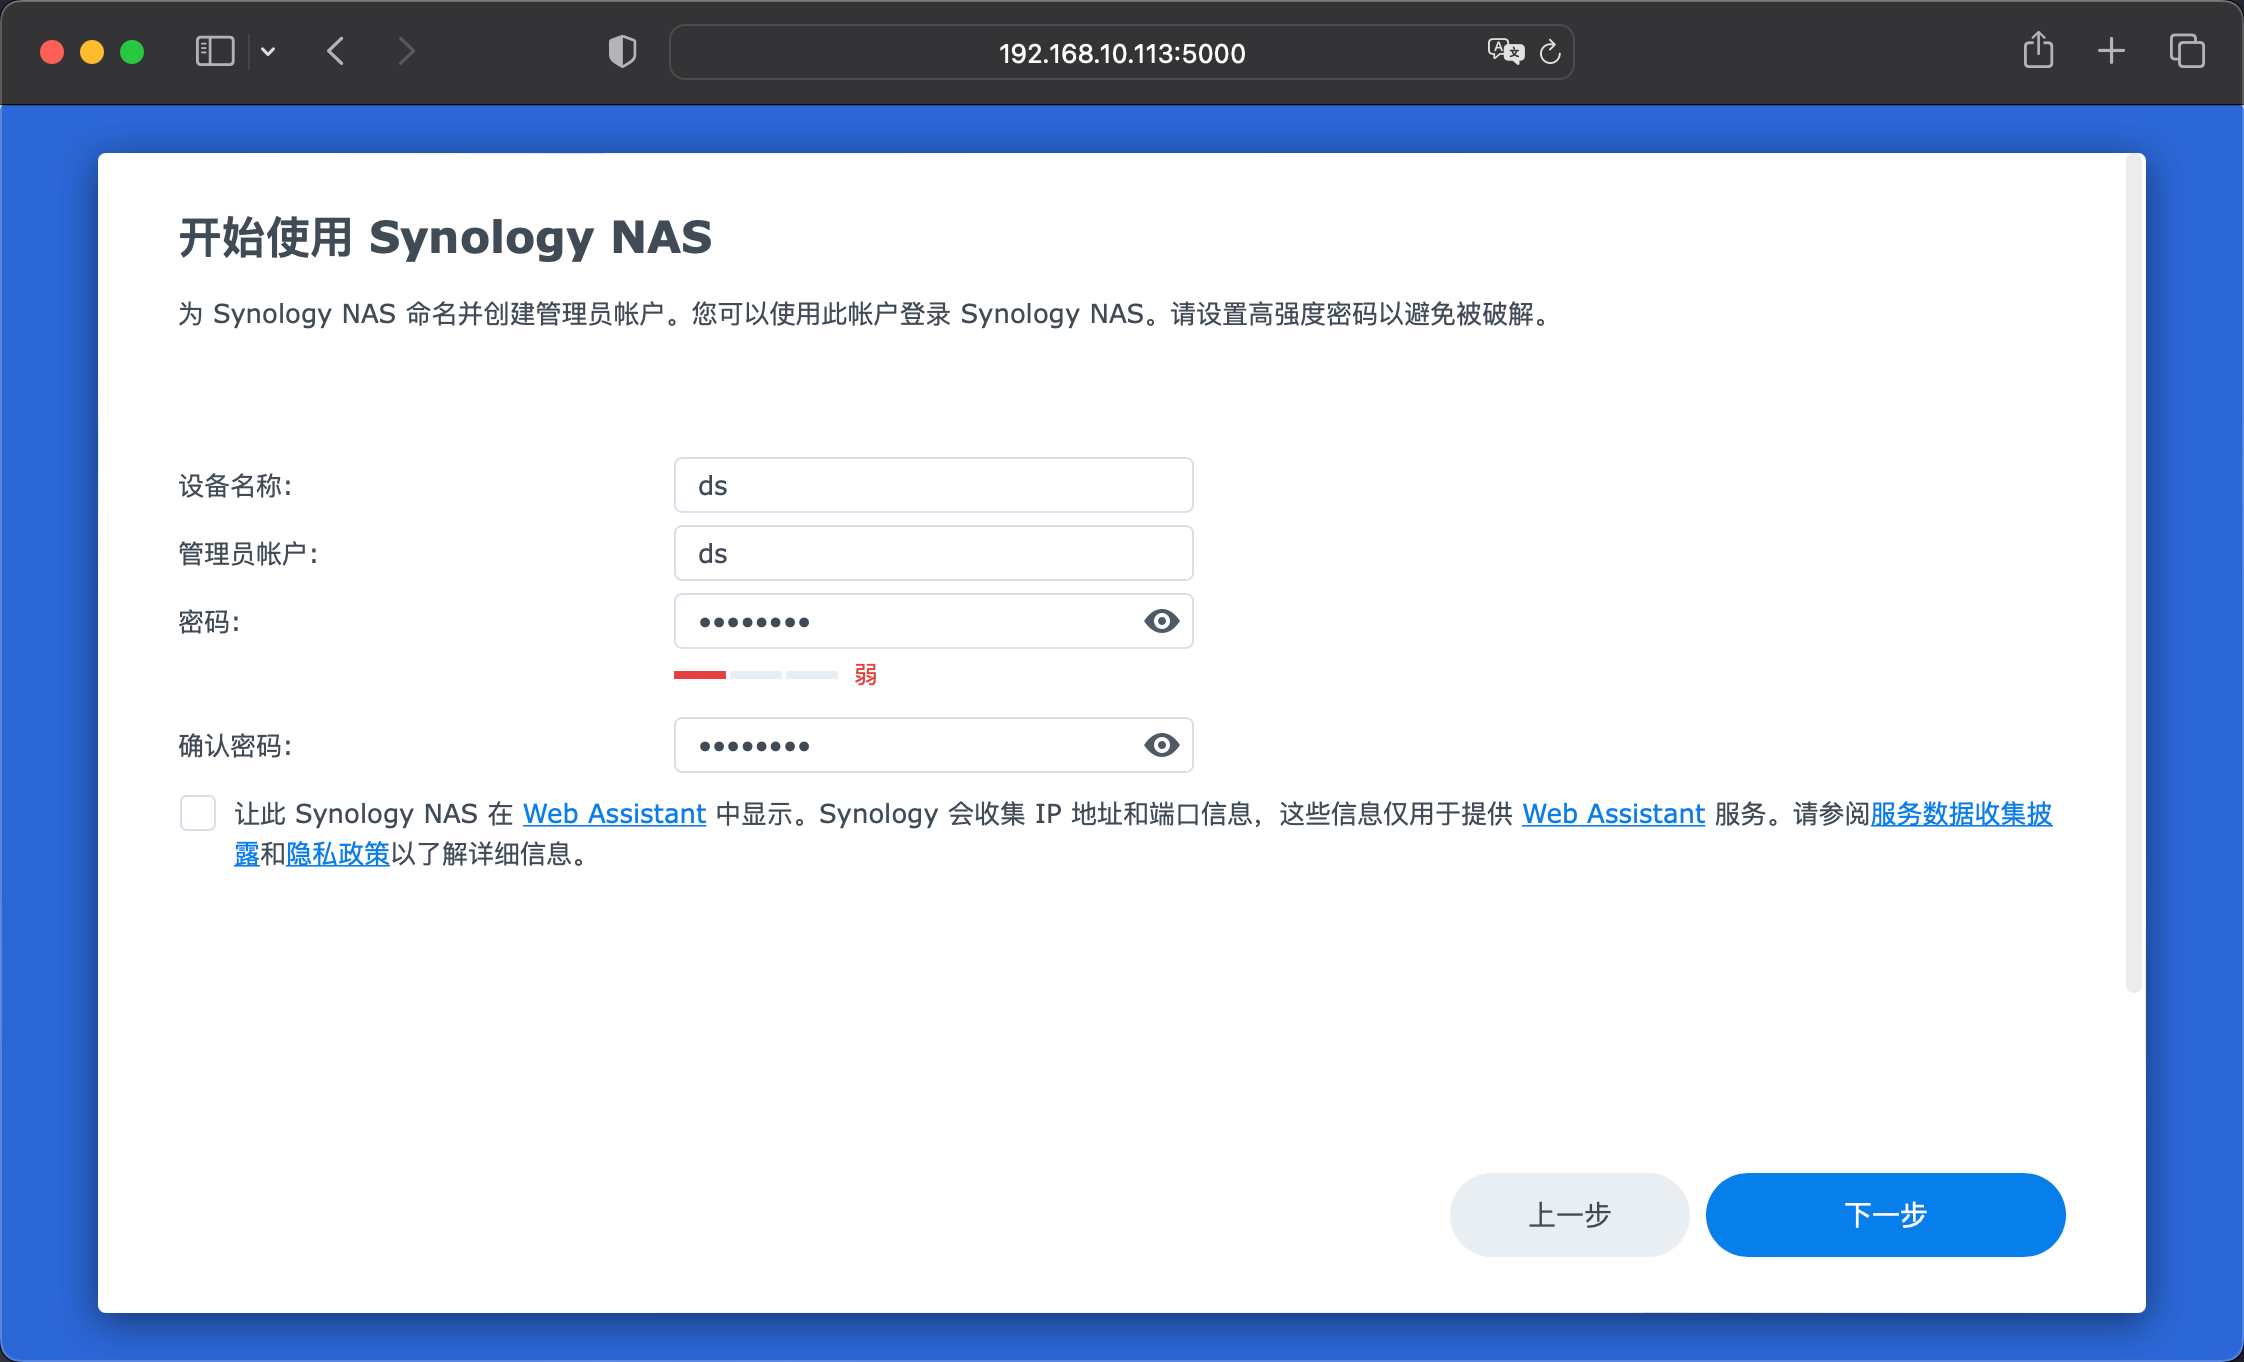 192.168.10.113:5000
开始使用 Synology NAS
为 Synology NAS 命名并创建管理员帐户。您可以使用此帐户登录 Synology NAS。请设置高强度密码以避免被破解。
设备名称:
ds
管理员帐户:
ds
密码:
••••••••
弱
确认密码:
••••••••
让此 Synology NAS 在 Web Assistant 中显示。Synology 会收集 IP 地址和端口信息，这些信息仅用于提供 Web Assistant 服务。请参阅服务数据收集披
露和隐私政策以了解详细信息。
上一步
下一步